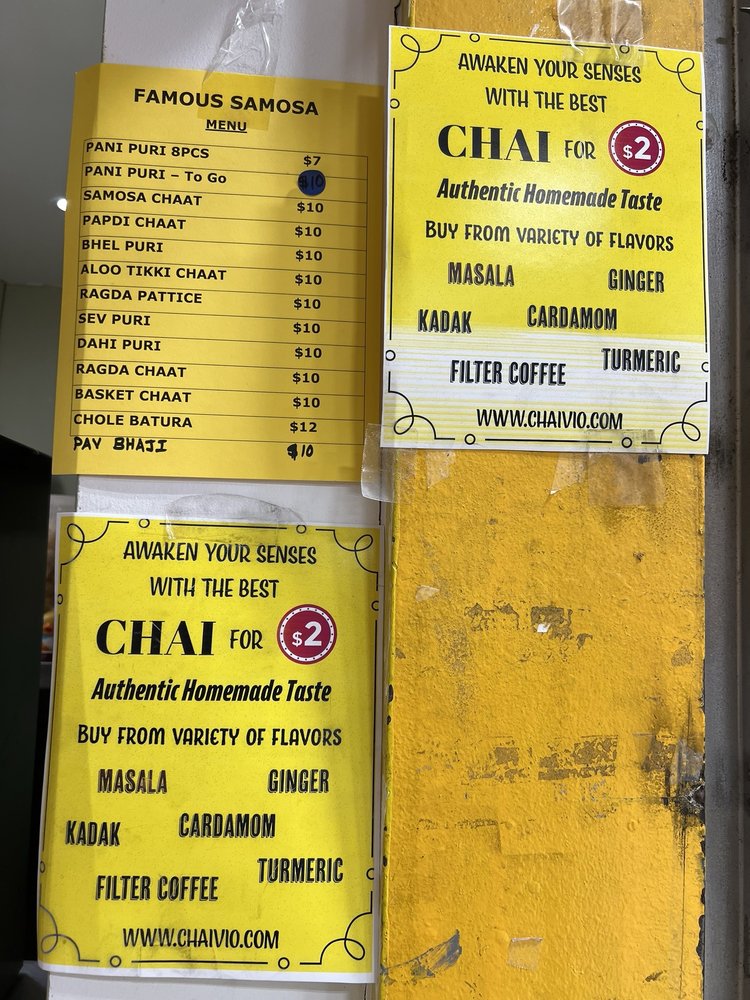 FAMOUS SAMOSA
MENU
PANI PURI 8PCS $7
PANI PURI – To Go $10
SAMOSA CHAAT $10
PAPDI CHAAT $10
BHEL PURI $10
ALOO TIKKI CHAAT $10
RAGDA PATTICE $10
SEV PURI $10
DAHI PURI $10
RAGDA CHAAT $10
BASKET CHAAT $10
CHOLE BATURA $12
PAV BHAJI $10
AWAKEN YOUR SENSES
WITH THE BEST
CHAI FOR $2
Authentic Homemade Taste
BUY FROM VARIETY OF FLAVORS
MASALA GINGER
KADAK CARDAMOM
FILTER COFFEE TURMERIC
WWW.CHAIVIO.COM
AWAKEN YOUR SENSES
WITH THE BEST
CHAI FOR $2
Authentic Homemade Taste
BUY FROM VARIETY OF FLAVORS
MASALA GINGER
KADAK CARDAMOM
FILTER COFFEE TURMERIC
WWW.CHAIVIO.COM